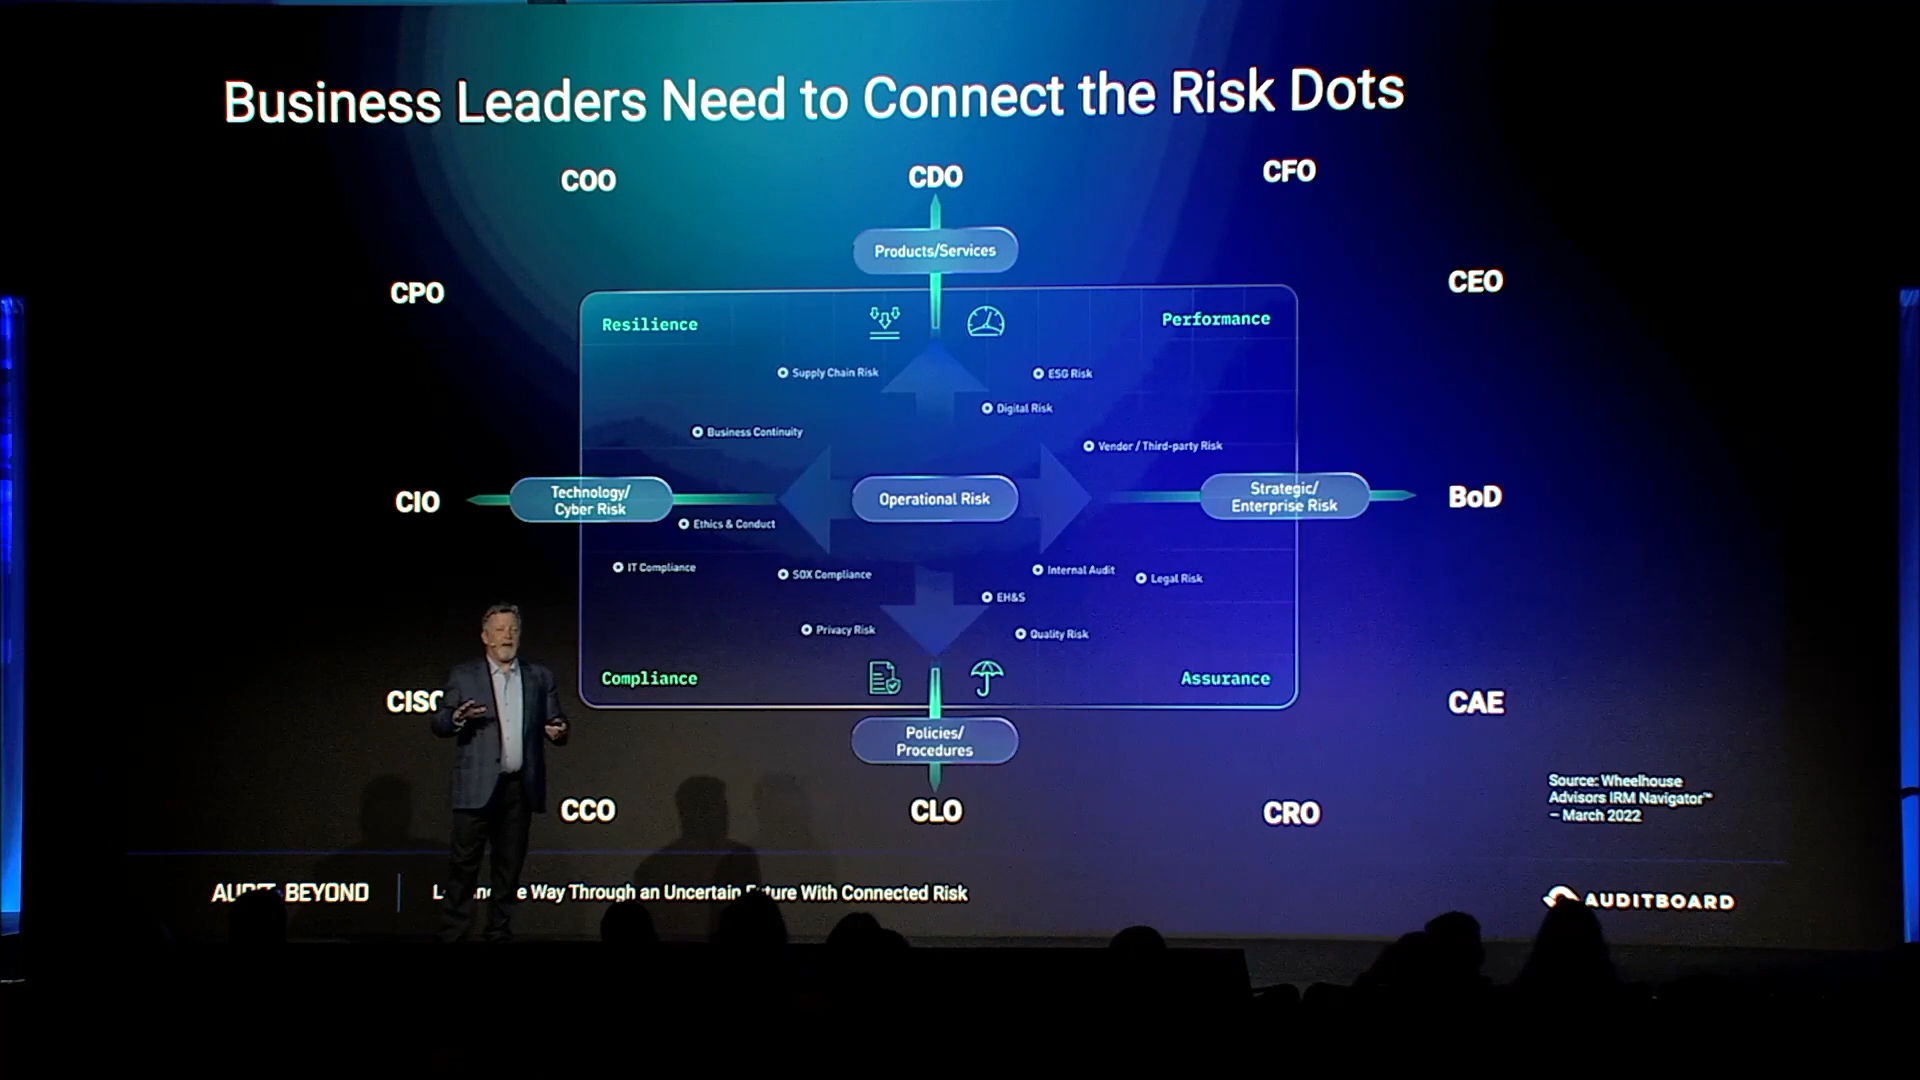 Business Leaders Need to Connect the Risk Dots
COO
CDO
CFO
Products/Services
CPO
CEO
Resilience
Performance
Supply Chain Risk
ESG Risk
Digital Risk
Business Continuity
Vendor / Third-party Risk
CIO
Technology/
Cyber Risk
Operational Risk
Strategic/
Enterprise Risk
BoD
Ethics & Conduct
IT Compliance
SOX Compliance
Internal Audit
Legal Risk
EH&S
Privacy Risk
Quality Risk
Compliance
Assurance
CISO
CAE
Policies/
Procedures
CCO
CLO
CRO
Source: Wheelhouse
Advisors IRM Navigator™
– March 2022
BEYOND
Way Through an Uncertain Future With Connected Risk
AUDITBOARD